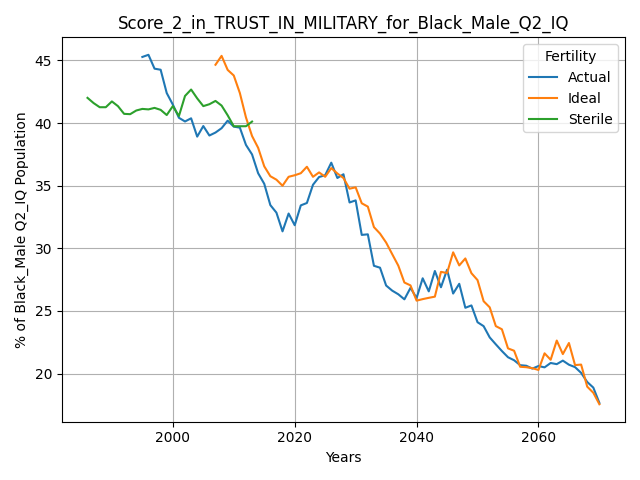 Score_2_in_TRUST_IN_MILITARY_for_Black_Male_Q2_IQ
Fertility
Actual
Ideal
Sterile
% of Black_Male Q2_IQ Population
45
40
35
30
25
20
2000
2020
2040
2060
Years